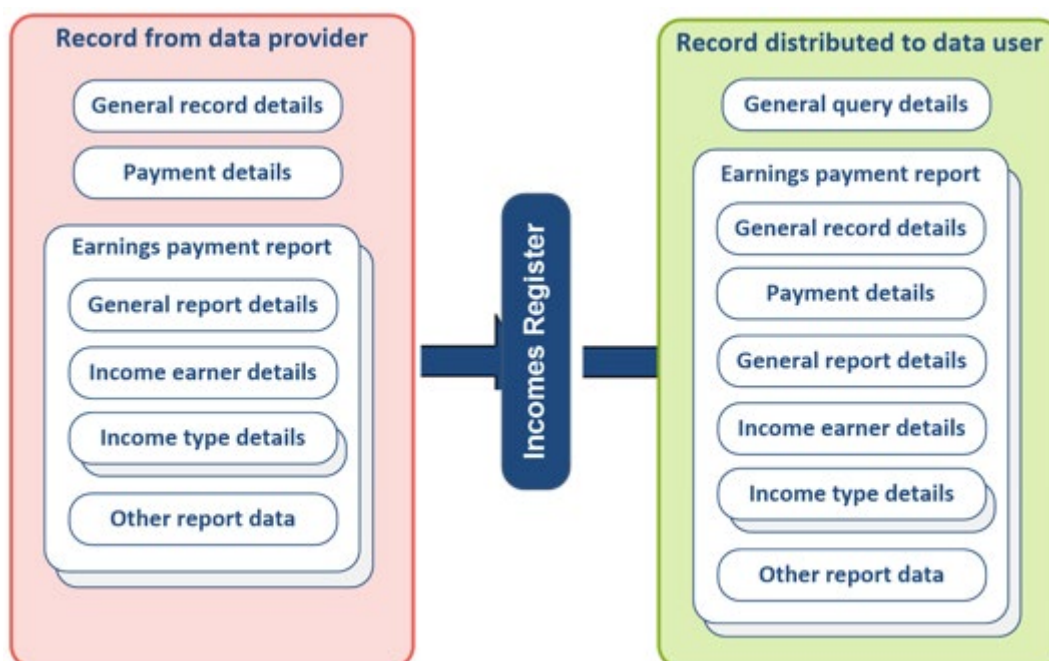 Record from data provider
General record details
Payment details
Earnings payment report
General report details
Income earner details
Income type details
Other report data
Incomes Register
Record distributed to data user
General query details
Earnings payment report
General record details
Payment details
General report details
Income earner details
Income type details
Other report data